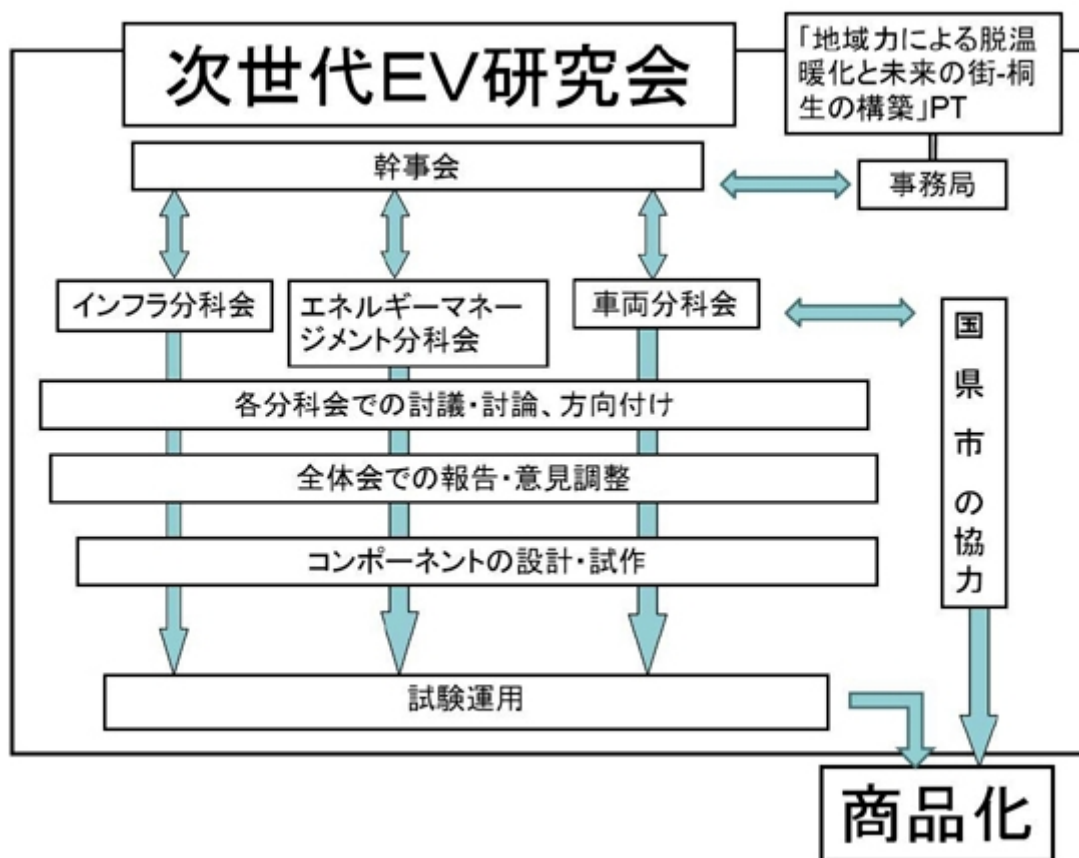 次世代EV研究会
「地域力による脱温
暖化と未来の街-桐
生の構築」PT
幹事会
事務局
インフラ分科会
エネルギーマネー
ジメント分科会
車両分科会
国県市の協力
各分科会での討議・討論、方向付け
全体会での報告・意見調整
コンポーネントの設計・試作
試験運用
商品化